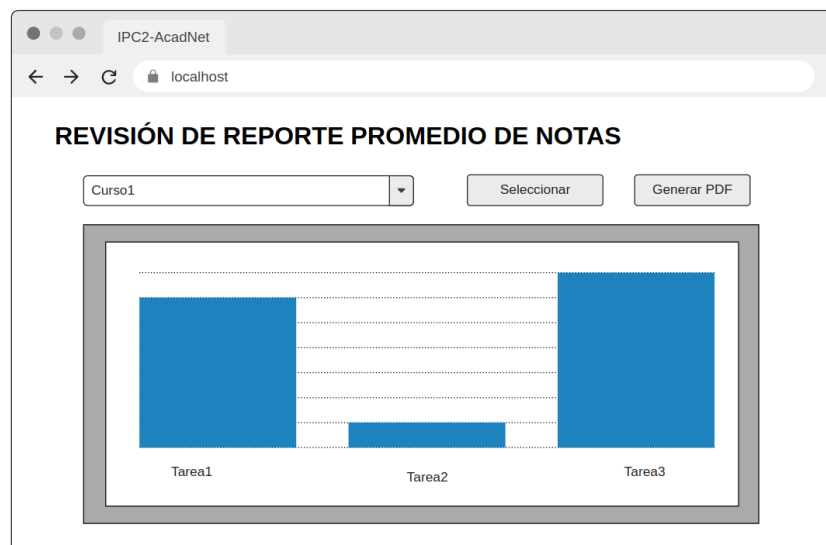 IPC2-AcadNet
localhost
REVISIÓN DE REPORTE PROMEDIO DE NOTAS
Curso1
Seleccionar
Generar PDF
Tarea1
Tarea2
Tarea3